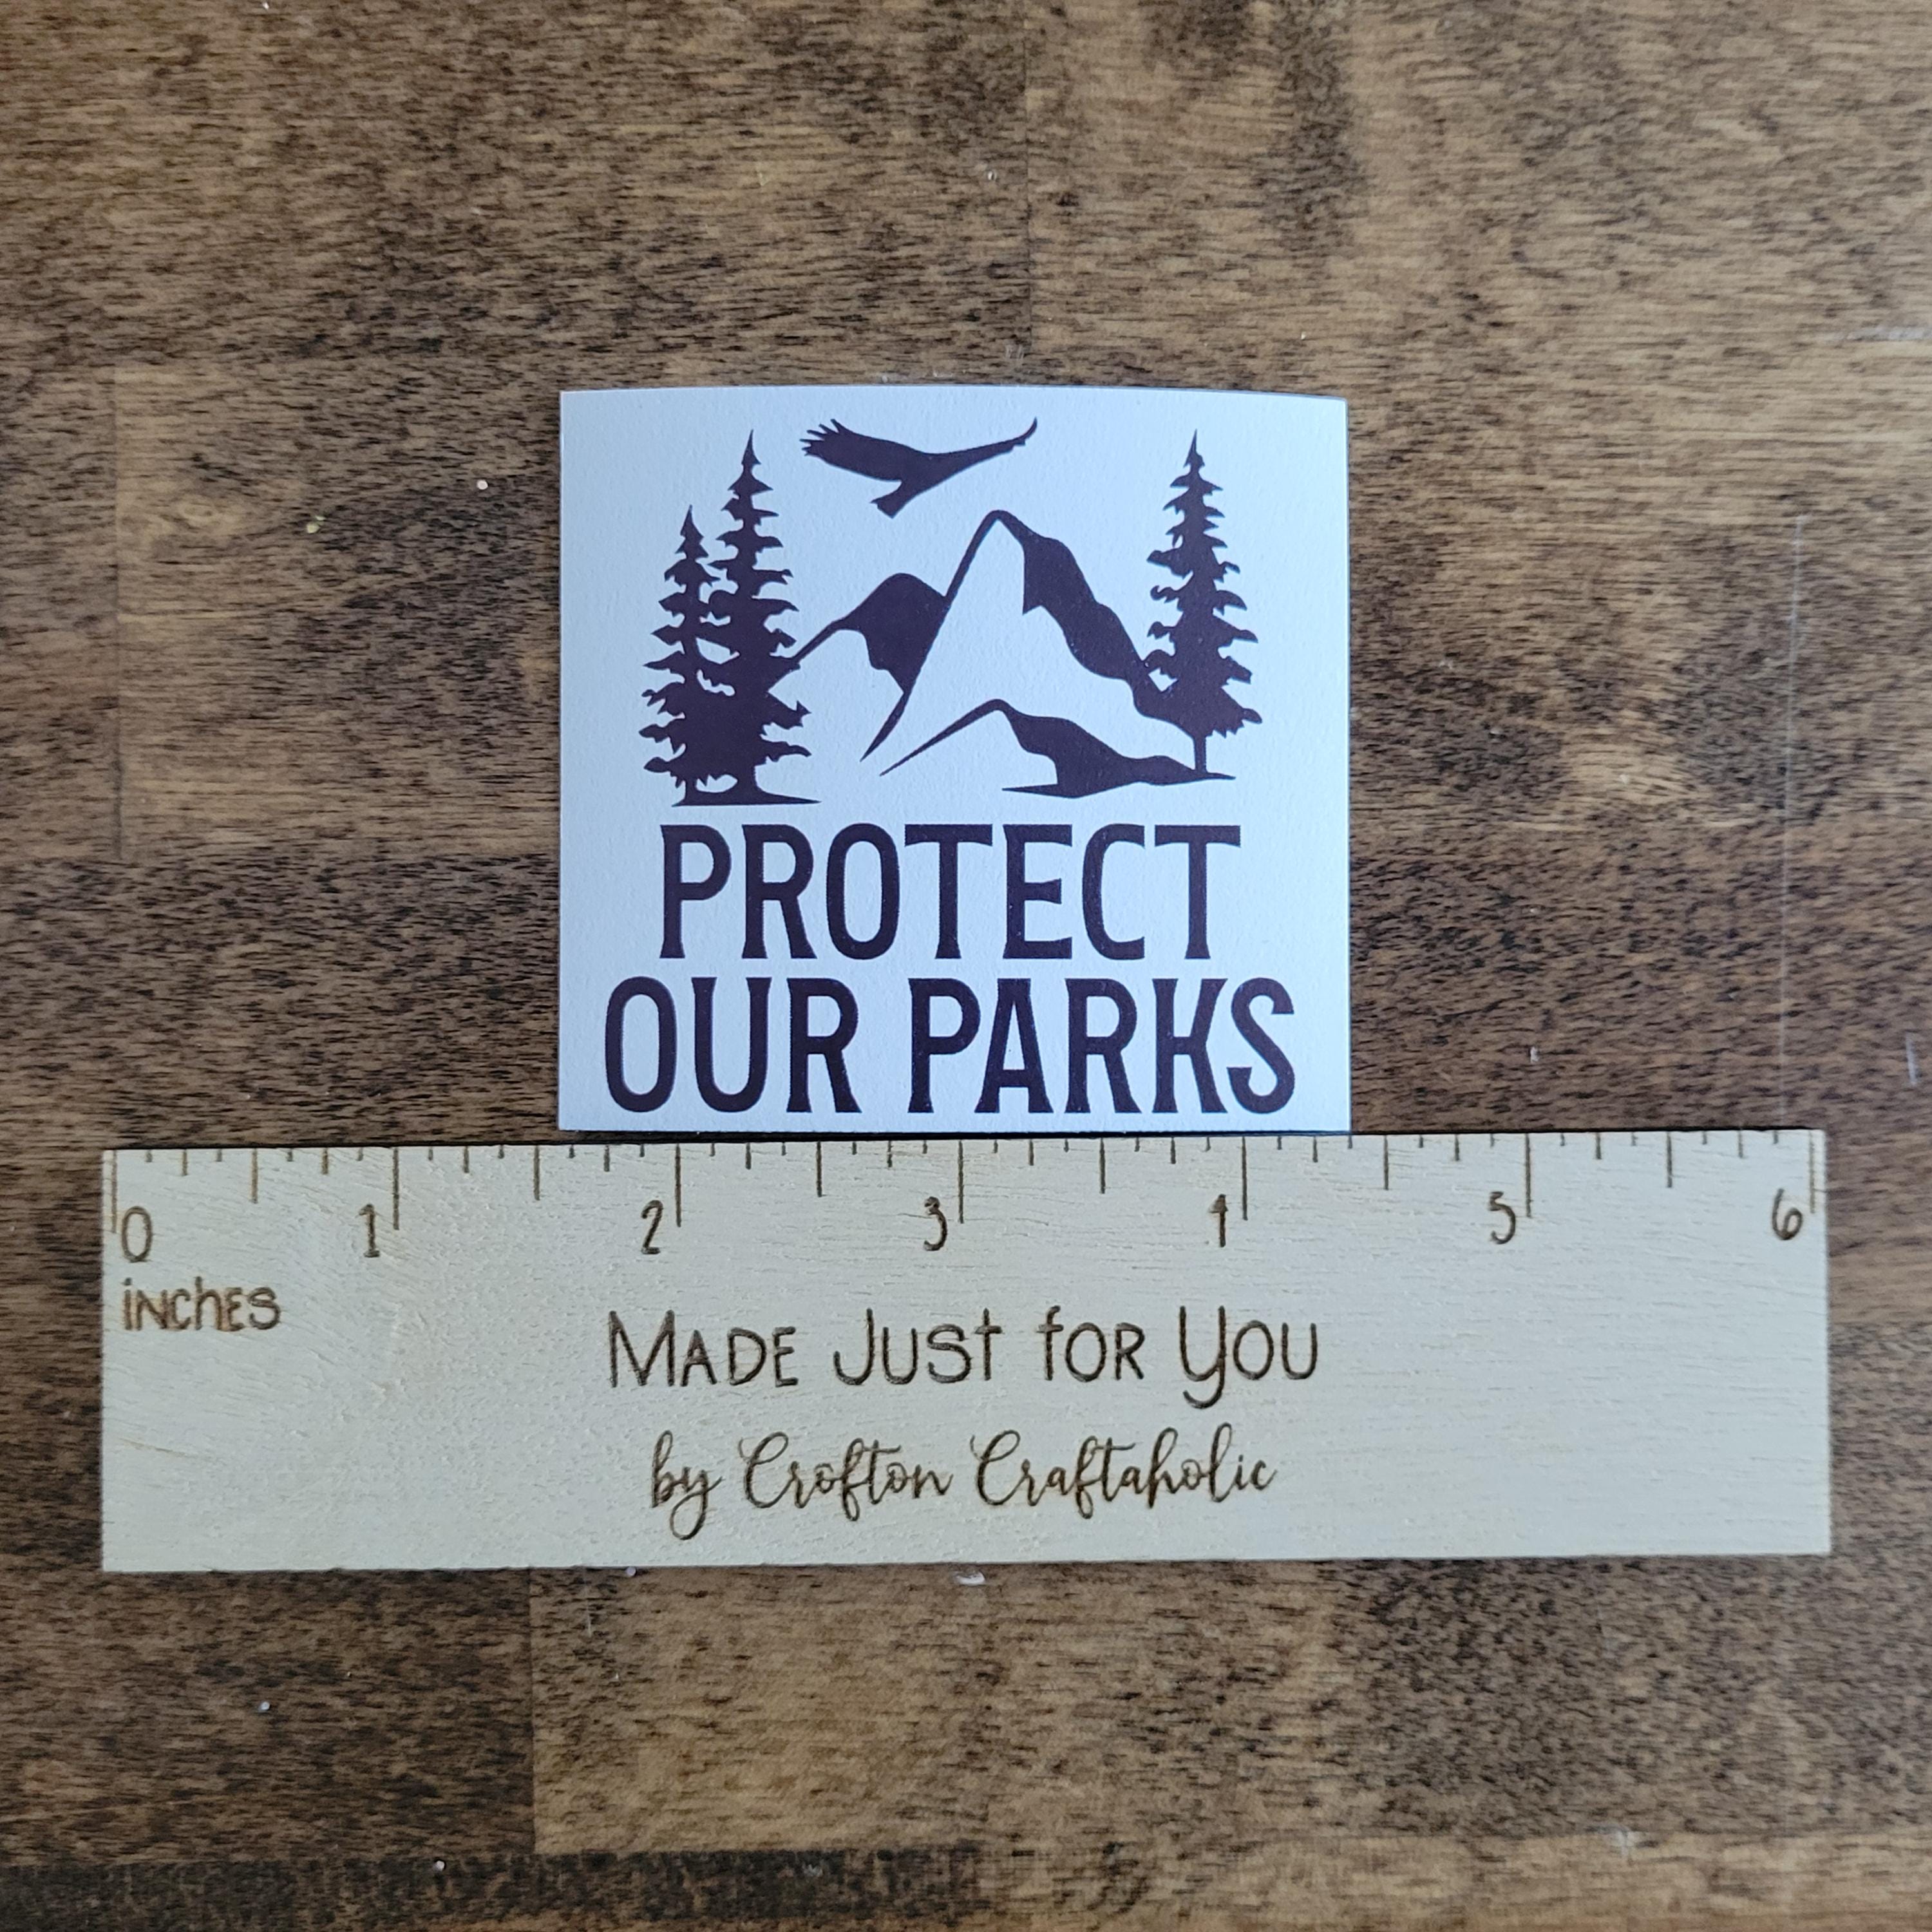 PROTECT
OUR PARKS
0 1 2 3 4 5 6
inches
Made Just for You
by Crofton Craftaholic